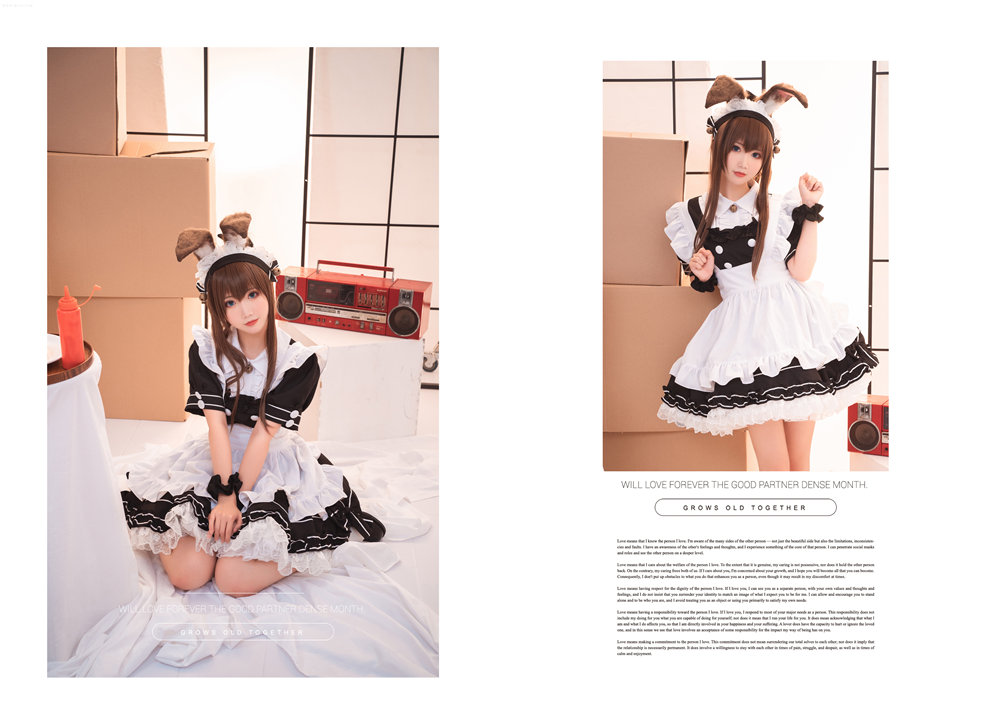 WILL LOVE FOREVER THE GOOD PARTNER DENSE MONTH.
GROWS OLD TOGETHER
WILL LOVE FOREVER THE GOOD PARTNER DENSE MONTH.
GROWS OLD TOGETHER
Love means that I know the person I love. I'm aware of the many sides of the other person — not just the beautiful side but also the limitations, inconsisten-
cies and faults. I have an awareness of the other's feelings and thoughts, and I experience something of the core of that person. I can penetrate social masks
and roles and see the other person on a deeper level.
Love means that I care about the welfare of the person I love. To the extent that it is genuine, my caring is not possessive, nor does it hold the other person
back. On the contrary, my caring frees both of us. If I care about you, I'm concerned about your growth, and I hope you will become all that you can become.
Consequently, I don't put up obstacles to what you do that enhances you as a person, even though it may result in my discomfort at times.
Love means having respect for the dignity of the person I love. If I love you, I can see you as a separate person, with your own values and thoughts and
feelings, and I do not insist that you surrender your identity to match an image of what I expect you to be for me. I can allow and encourage you to stand
alone and to be who you are, and I avoid treating you as an object or using you primarily to satisfy my own needs.
Love means having a responsibility toward the person I love. If I love you, I respond to most of your major needs as a person. This responsibility does not
include my doing for you what you are capable of doing for yourself; nor does it mean that I run your life for you. It does mean acknowledging that what I
am and what I do affects you, so that I am directly involved in your happiness and your suffering. A lover does have the capacity to hurt or ignore the loved
one, and in this sense we see that love involves an acceptance of some responsibility for the impact my way of being has on you.
Love means making a commitment to the person I love. This commitment does not mean surrendering our total selves to each other; nor does it imply that
the relationship is necessarily permanent. It does involve a willingness to stay with each other in times of pain, struggle, and despair, as well as in times of
calm and enjoyment.